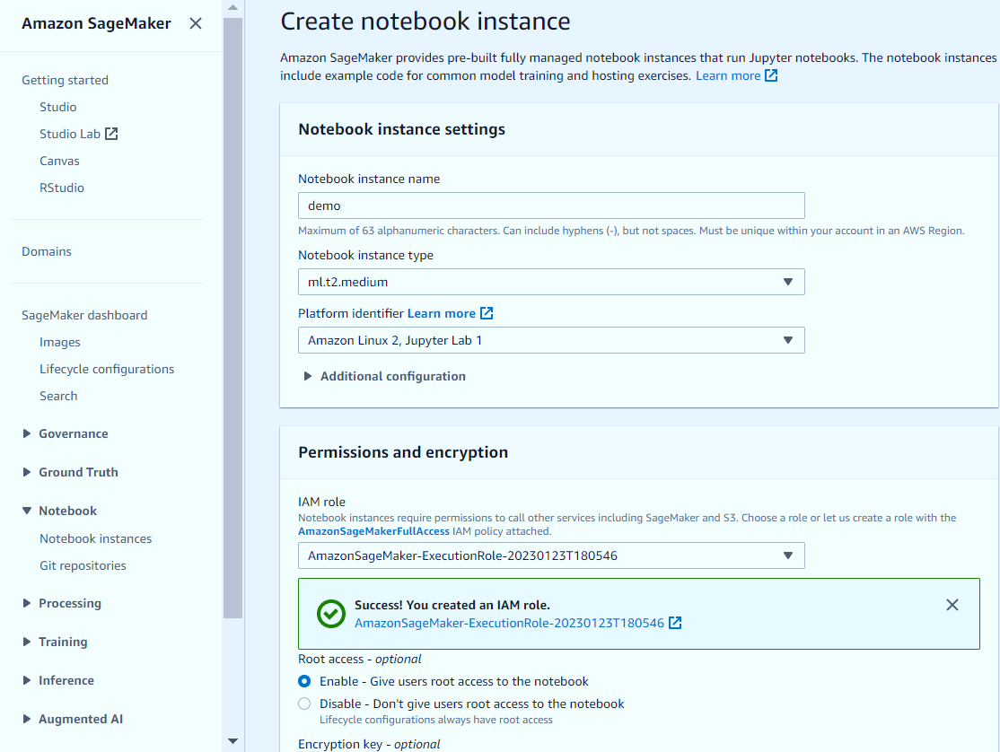 Amazon SageMaker
Getting started
Studio
Studio Lab
Canvas
RStudio
Domains
SageMaker dashboard
Images
Lifecycle configurations
Search
Governance
Ground Truth
Notebook
Notebook instances
Git repositories
Processing
Training
Inference
Augmented AI
Create notebook instance
Amazon SageMaker provides pre-built fully managed notebook instances that run Jupyter notebooks. The notebook instances
include example code for common model training and hosting exercises. Learn more
Notebook instance settings
Notebook instance name
demo
Maximum of 63 alphanumeric characters. Can include hyphens (-), but not spaces. Must be unique within your account in an AWS Region.
Notebook instance type
ml.t2.medium
Platform identifier Learn more
Amazon Linux 2, Jupyter Lab 1
Additional configuration
Permissions and encryption
IAM role
Notebook instances require permissions to call other services including SageMaker and S3. Choose a role or let us create a role with the
AmazonSageMakerFullAccess IAM policy attached.
AmazonSageMaker-ExecutionRole-20230123T180546
Success! You created an IAM role.
AmazonSageMaker-ExecutionRole-20230123T180546
Root access - optional
Enable - Give users root access to the notebook
Disable - Don't give users root access to the notebook
Lifecycle configurations always have root access
Encryption key - optional